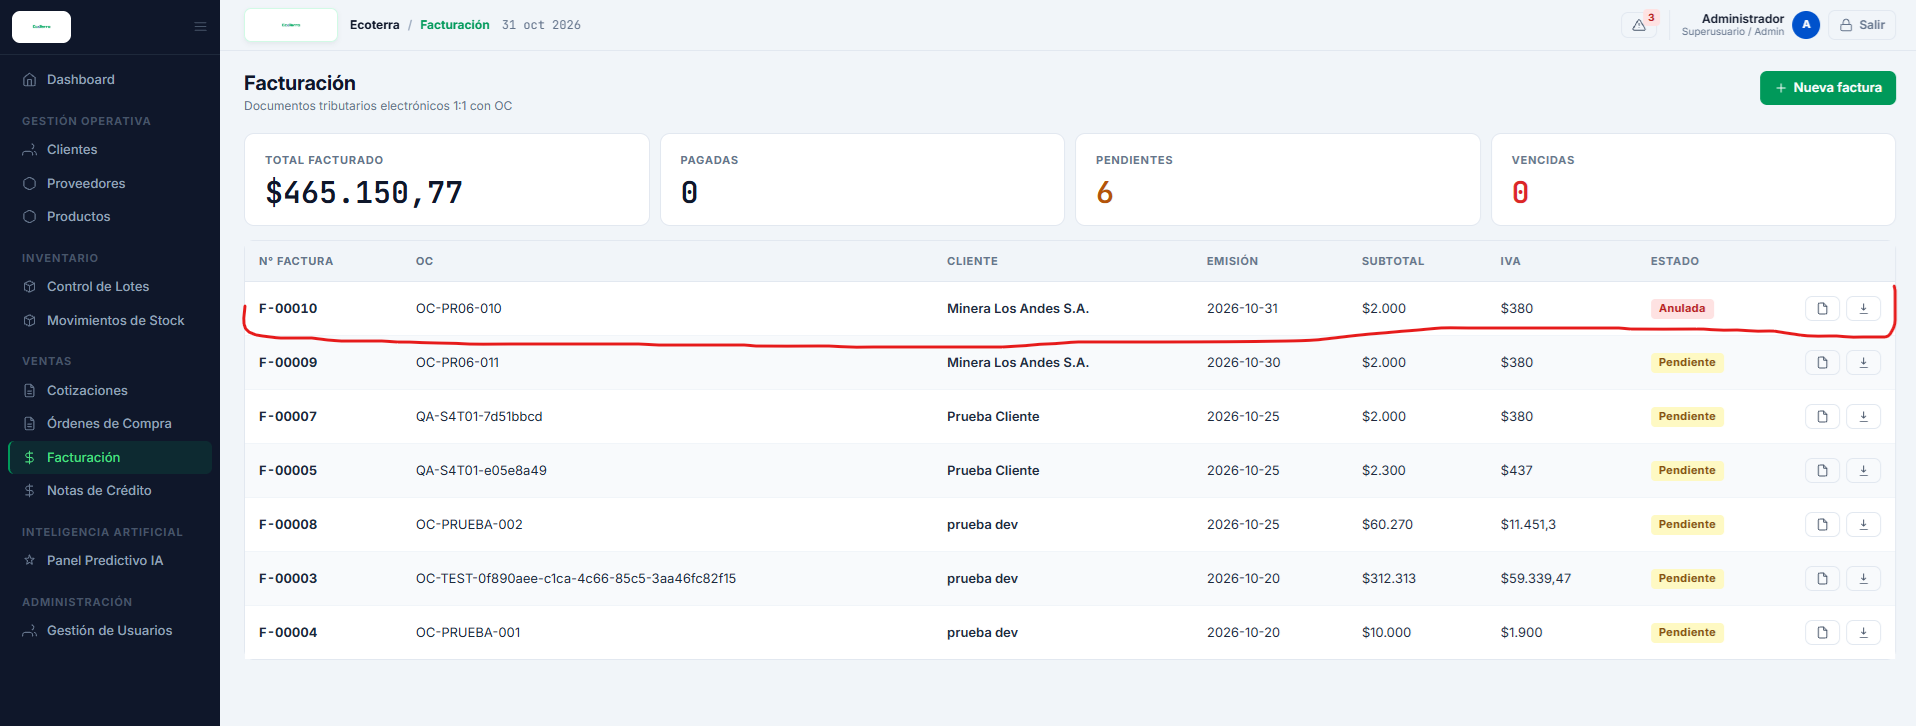 Ecoterra
Dashboard
GESTIÓN OPERATIVA
Clientes
Proveedores
Productos
INVENTARIO
Control de Lotes
Movimientos de Stock
VENTAS
Cotizaciones
Órdenes de Compra
$ Facturación
$ Notas de Crédito
INTELIGENCIA ARTIFICIAL
Panel Predictivo IA
ADMINISTRACIÓN
Gestión de Usuarios
Ecoterra Ecoterra / Facturación 31 oct 2026 3 Administrador A Salir
Superusuario / Admin
Facturación
Documentos tributarios electrónicos 1:1 con OC
+ Nueva factura
TOTAL FACTURADO
$465.150,77
PAGADAS
0
PENDIENTES
6
VENCIDAS
0
N° FACTURA OC CLIENTE EMISIÓN SUBTOTAL IVA ESTADO
F-00010 OC-PR06-010 Minera Los Andes S.A. 2026-10-31 $2.000 $380 Anulada
F-00009 OC-PR06-011 Minera Los Andes S.A. 2026-10-30 $2.000 $380 Pendiente
F-00007 QA-S4T01-7d51bbcd Prueba Cliente 2026-10-25 $2.000 $380 Pendiente
F-00005 QA-S4T01-e05e8a49 Prueba Cliente 2026-10-25 $2.300 $437 Pendiente
F-00008 OC-PRUEBA-002 prueba dev 2026-10-25 $60.270 $11.451,3 Pendiente
F-00003 OC-TEST-0f890aee-c1ca-4c66-85c5-3aa46fc82f15 prueba dev 2026-10-20 $312.313 $59.339,47 Pendiente
F-00004 OC-PRUEBA-001 prueba dev 2026-10-20 $10.000 $1.900 Pendiente